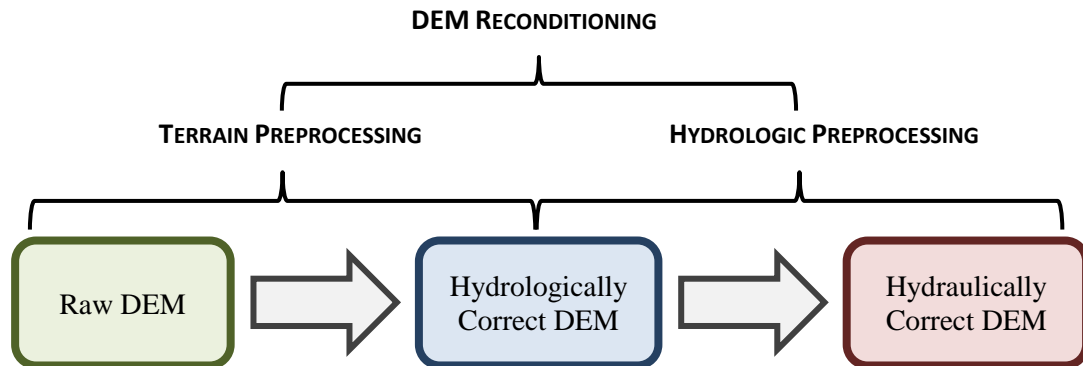 DEM RECONDITIONING
TERRAIN PREPROCESSING
HYDROLOGIC PREPROCESSING
Raw DEM
Hydrologically
Correct DEM
Hydraulically
Correct DEM